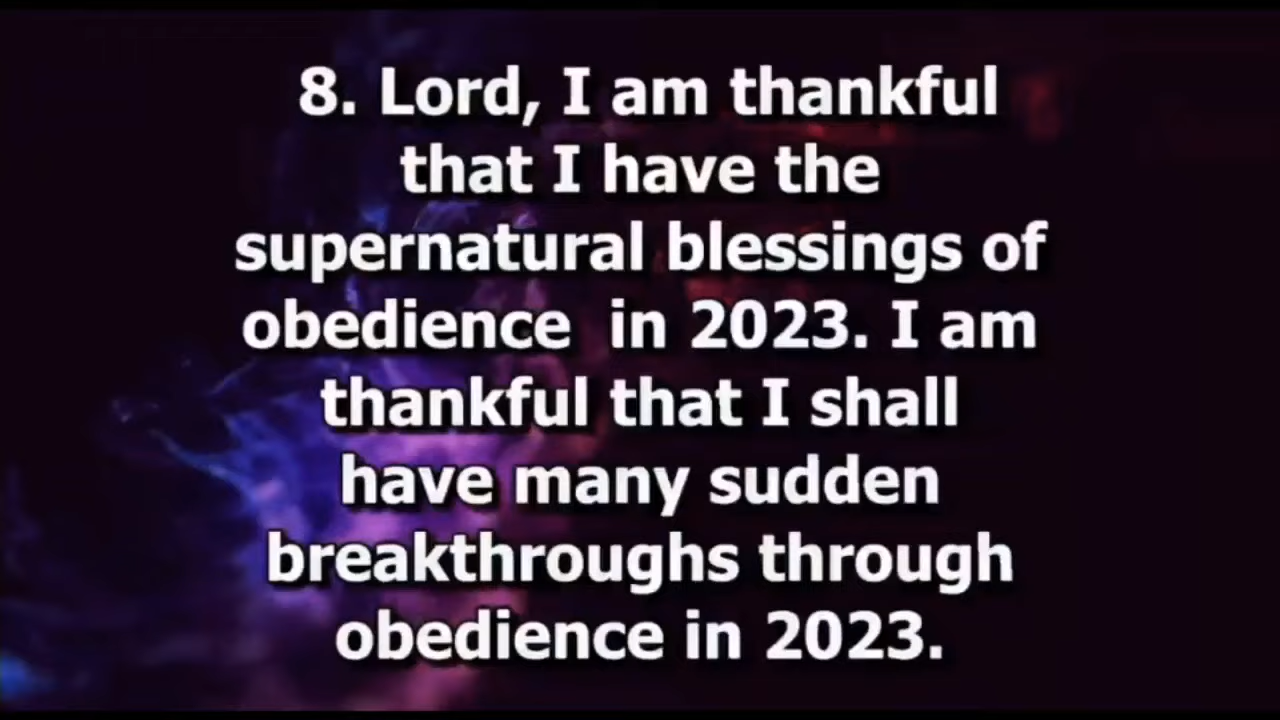 8. Lord, I am thankful
that I have the
supernatural blessings of
obedience  in 2023. I am
thankful that I shall
have many sudden
breakthroughs through
obedience in 2023.